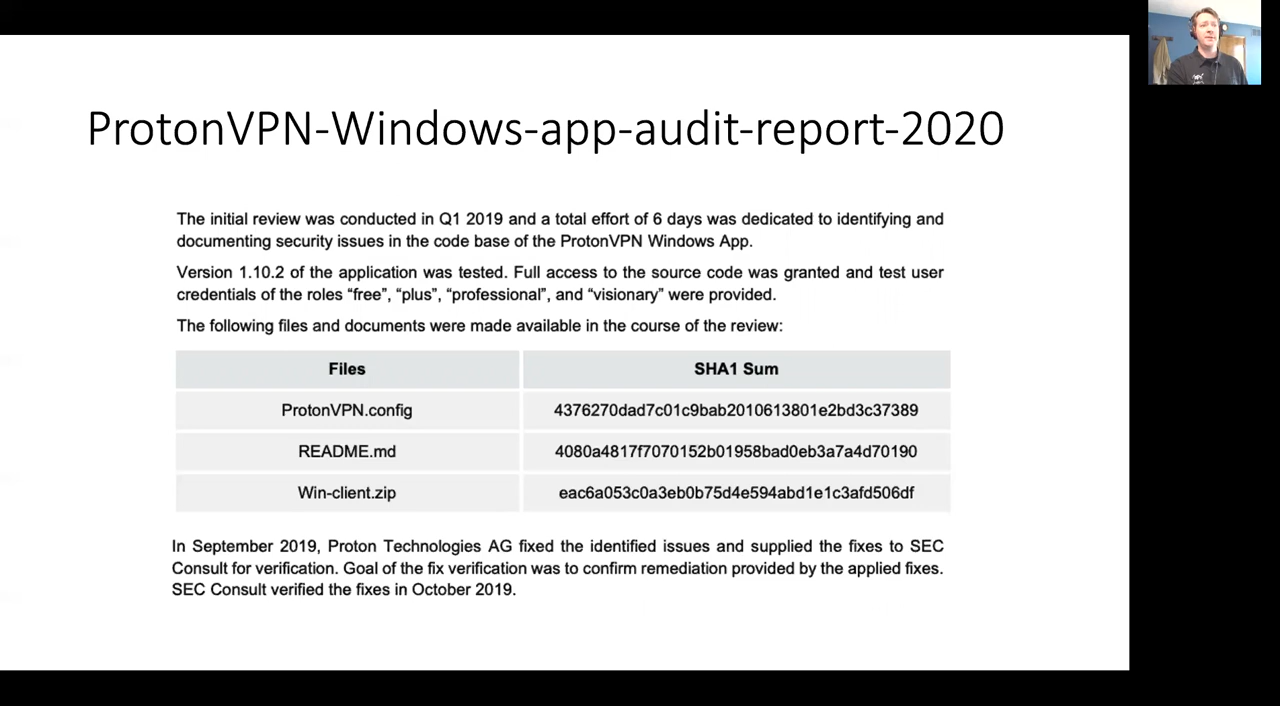 ProtonVPN-Windows-app-audit-report-2020
The initial review was conducted in Q1 2019 and a total effort of 6 days was dedicated to identifying and
documenting security issues in the code base of the ProtonVPN Windows App.
Version 1.10.2 of the application was tested. Full access to the source code was granted and test user
credentials of the roles “free”, “plus”, “professional”, and “visionary” were provided.
The following files and documents were made available in the course of the review:
Files SHA1 Sum
ProtonVPN.config 4376270dad7c01c9bab2010613801e2bd3c37389
README.md 4080a4817f7070152b01958bad0eb3a7a4d70190
Win-client.zip eac6a053c0a3eb0b75d4e594abd1e1c3afd506df
In September 2019, Proton Technologies AG fixed the identified issues and supplied the fixes to SEC
Consult for verification. Goal of the fix verification was to confirm remediation provided by the applied fixes.
SEC Consult verified the fixes in October 2019.